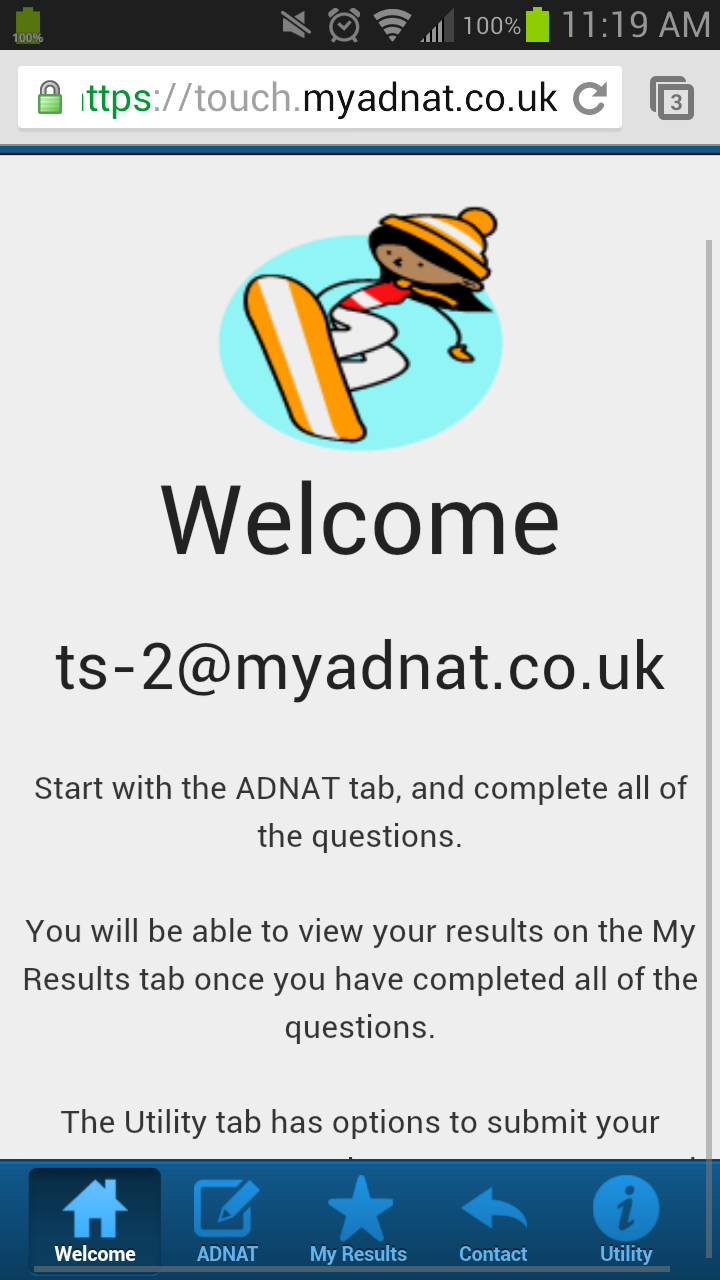 100%
100% 11:19 AM
ttps://touch.myadnat.co.uk
3
Welcome
ts-2@myadnat.co.uk
Start with the ADNAT tab, and complete all of
the questions.
You will be able to view your results on the My
Results tab once you have completed all of the
questions.
The Utility tab has options to submit your
Welcome ADNAT My Results Contact Utility